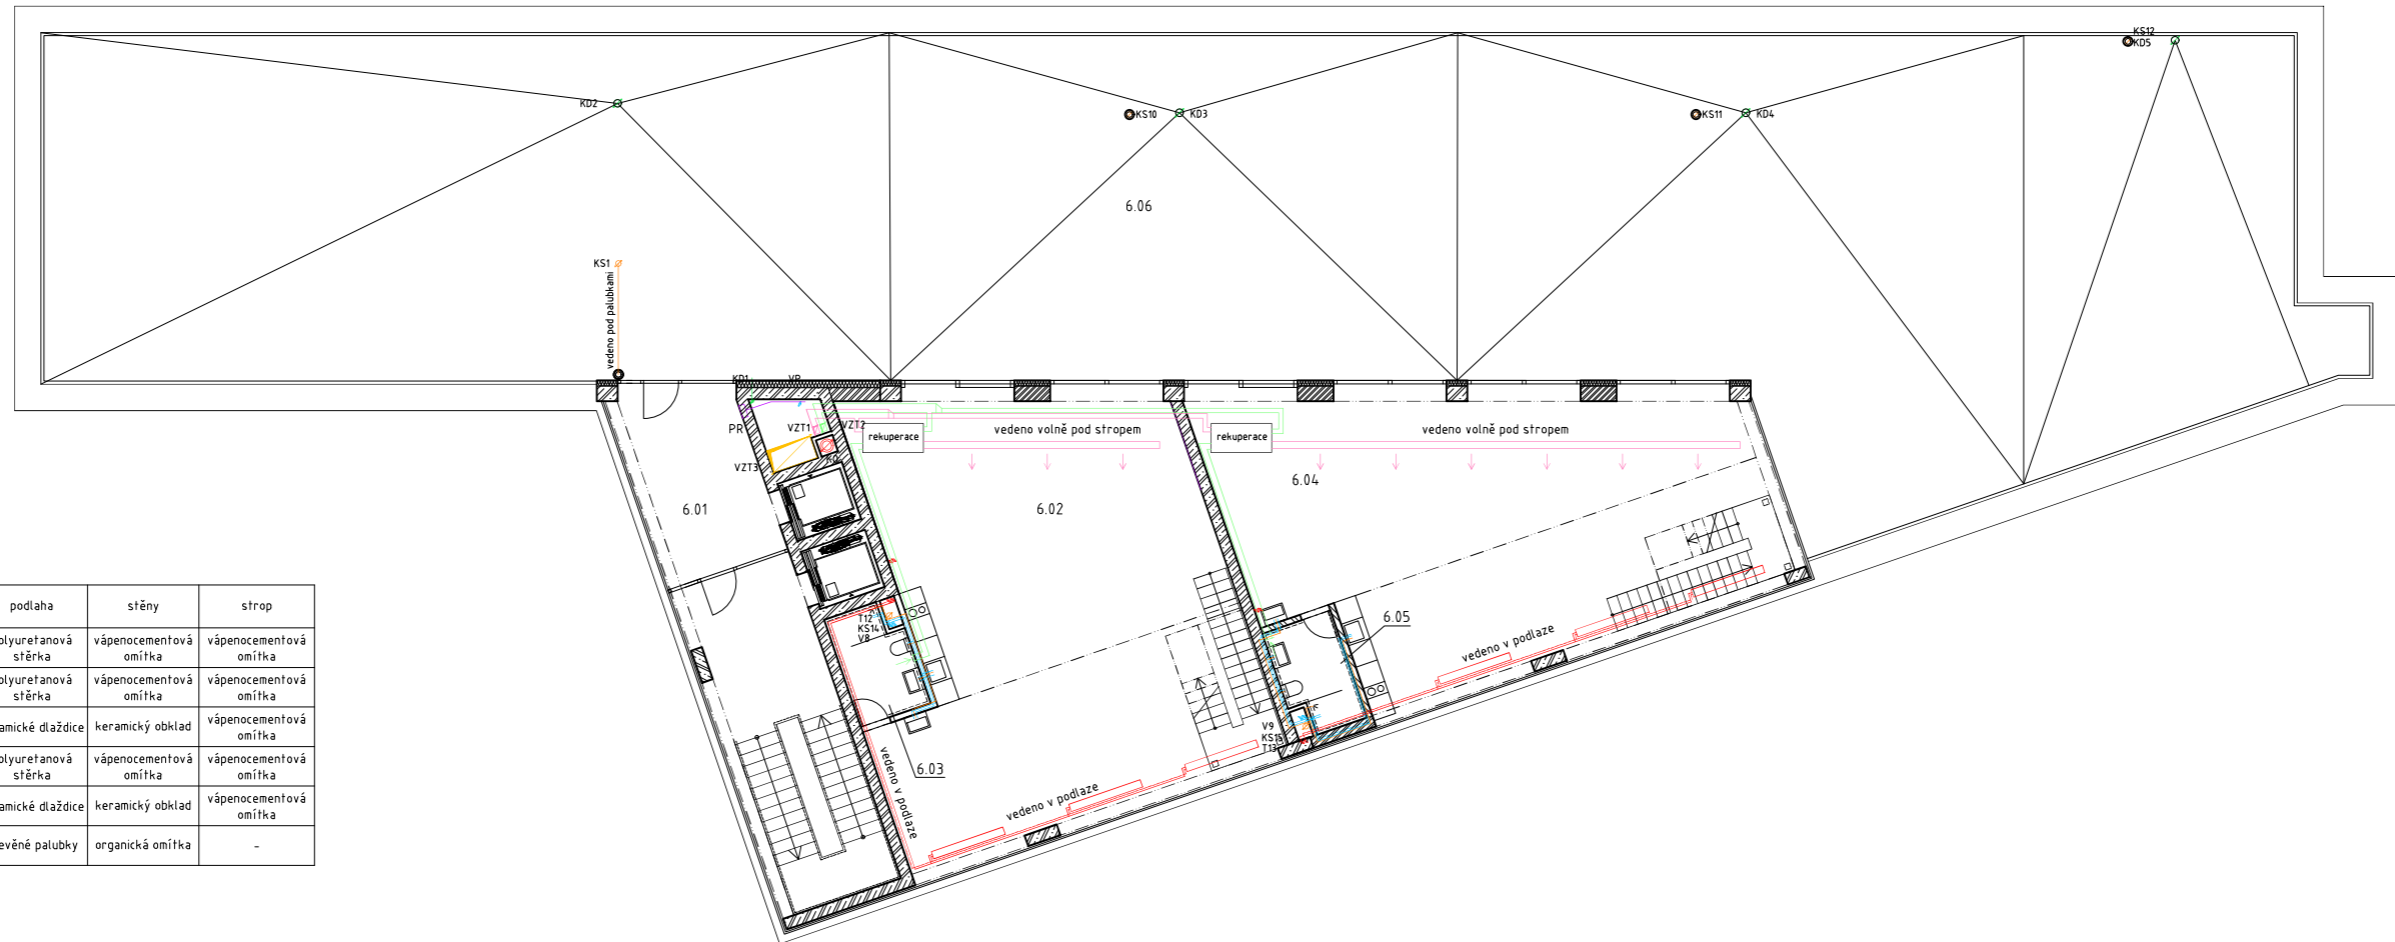 KS12
KD5
KD2
KS10
KD3
KS11
KD4
6.06
KS1
vedeno pod palubkami
KD1
VP
PR
VZT1
VZT2
rekuperace
vedeno volně pod stropem
rekuperace
vedeno volně pod stropem
VZT3
6.01
6.02
6.04
T12
KS14
V8
6.05
vedeno v podlaze
V9
KS15
T13
6.03
vedeno v podlaze
vedeno v podlaze
podlaha stěny strop
olyuretanová vápenocementová vápenocementová
stěrka omítka omítka
olyuretanová vápenocementová vápenocementová
stěrka omítka omítka
amické dlaždice keramický obklad vápenocementová
omítka
olyuretanová vápenocementová vápenocementová
stěrka omítka omítka
amické dlaždice keramický obklad vápenocementová
omítka
evěné palubky organická omítka -